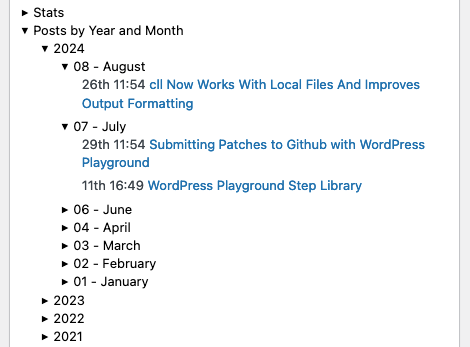 Stats
Posts by Year and Month
2024
08 - August
26th 11:54 cll Now Works With Local Files And Improves
Output Formatting
07 - July
29th 11:54 Submitting Patches to Github with WordPress
Playground
11th 16:49 WordPress Playground Step Library
06 - June
04 - April
03 - March
02 - February
01 - January
2023
2022
2021